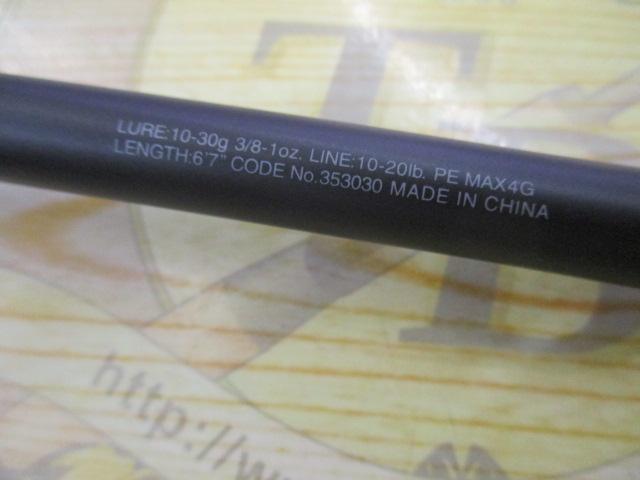 LURE:10-30g 3/8-1oz. LINE:10-20lb. PE MAX4G
LENGTH:6'7" CODE No.353030 MADE IN CHINA
TB
http://w